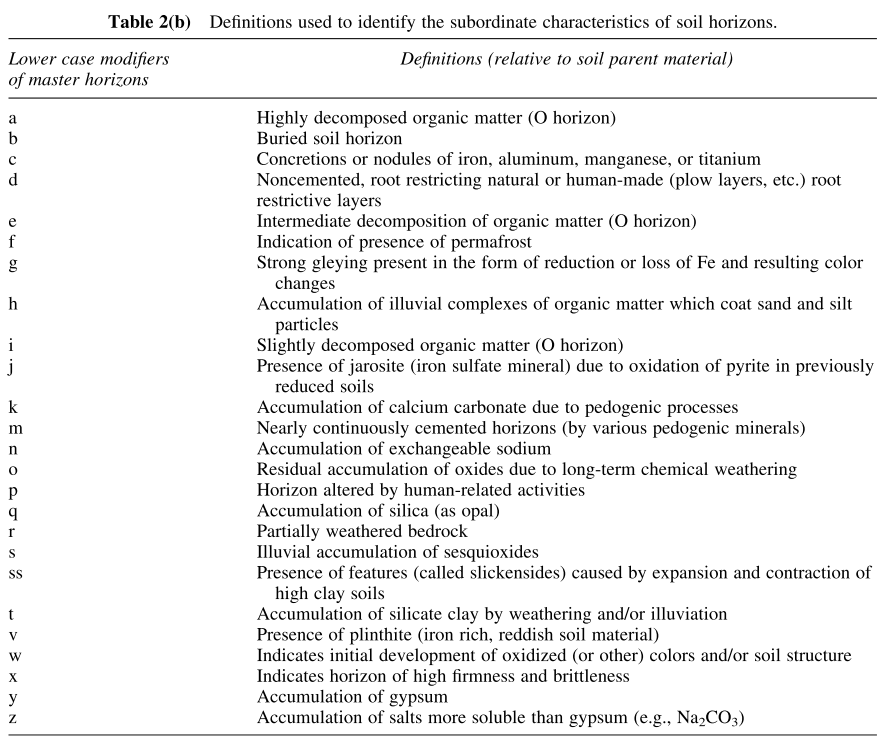 Table 2(b) Definitions used to identify the subordinate characteristics of soil horizons.
Lower case modifiers Definitions (relative to soil parent material)
of master horizons
a Highly decomposed organic matter (O horizon)
b Buried soil horizon
c Concretions or nodules of iron, aluminum, manganese, or titanium
d Noncemented, root restricting natural or human-made (plow layers, etc.) root
restrictive layers
e Intermediate decomposition of organic matter (O horizon)
f Indication of presence of permafrost
g Strong gleying present in the form of reduction or loss of Fe and resulting color
changes
h Accumulation of illuvial complexes of organic matter which coat sand and silt
particles
i Slightly decomposed organic matter (O horizon)
j Presence of jarosite (iron sulfate mineral) due to oxidation of pyrite in previously
reduced soils
k Accumulation of calcium carbonate due to pedogenic processes
m Nearly continuously cemented horizons (by various pedogenic minerals)
n Accumulation of exchangeable sodium
o Residual accumulation of oxides due to long-term chemical weathering
p Horizon altered by human-related activities
q Accumulation of silica (as opal)
r Partially weathered bedrock
s Illuvial accumulation of sesquioxides
ss Presence of features (called slickensides) caused by expansion and contraction of
high clay soils
t Accumulation of silicate clay by weathering and/or illuviation
v Presence of plinthite (iron rich, reddish soil material)
w Indicates initial development of oxidized (or other) colors and/or soil structure
x Indicates horizon of high firmness and brittleness
y Accumulation of gypsum
z Accumulation of salts more soluble than gypsum (e.g., Na₂CO₃)